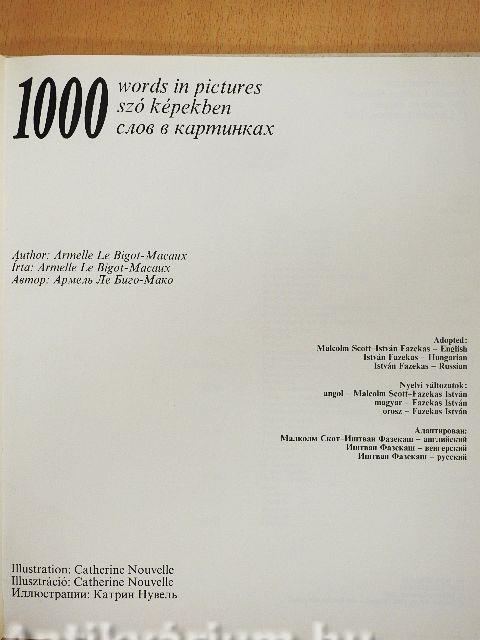 1000 words in pictures
szó képekben
слов в картинках
Author: Armelle Le Bigot-Macaux
Írta: Armelle Le Bigot-Macaux
Автор: Армель Ле Биго-Мако
Adopted:
Malcolm Scott-István Fazekas – English
István Fazekas – Hungarian
István Fazekas – Russian
Nyelvi változatok:
angol – Malcolm Scott-Fazekas István
magyar – Fazekas István
orosz – Fazekas István
Адаптирован:
Малколм Скот-Иштван Фазекаш – английский
Иштван Фазекаш – венгерский
Иштван Фазекаш – русский
Illustration: Catherine Nouvelle
Illusztráció: Catherine Nouvelle
Иллюстрации: Катрин Нувель
antikvárium.hu